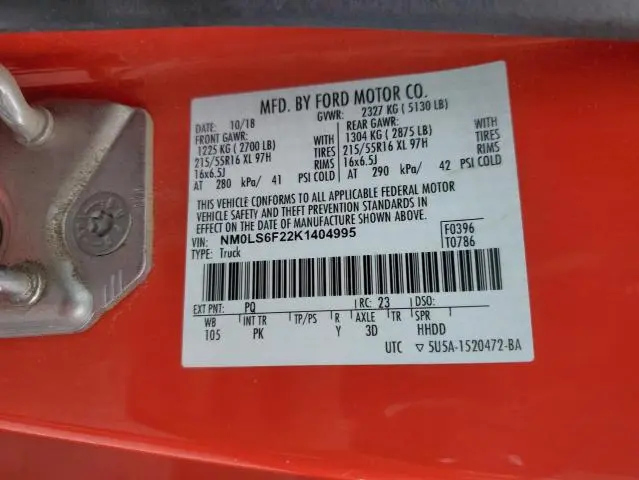 MFD. BY FORD MOTOR CO.
DATE: 10/18 GVWR: 2327 KG ( 5130 LB)
FRONT GAWR: REAR GAWR:
1225 KG ( 2700 LB) WITH 1304 KG ( 2875 LB) WITH
215/55R16 XL 97H TIRES 215/55R16 XL 97H TIRES
16x6.5J RIMS 16x6.5J RIMS
AT 280 kPa/ 41 PSI COLD AT 290 kPa/ 42 PSI COLD
THIS VEHICLE CONFORMS TO ALL APPLICABLE FEDERAL MOTOR
VEHICLE SAFETY AND THEFT PREVENTION STANDARDS IN
EFFECT ON THE DATE OF MANUFACTURE SHOWN ABOVE.
VIN: NM0LS6F22K1404995 F0396
TYPE: Truck T0786
EXT PNT: PQ RC: 23 DSO:
WB INT TR TP/PS R AXLE TR SPR
105 PK Y 3D HHDD
UTC ▽ 5U5A-1520472-BA